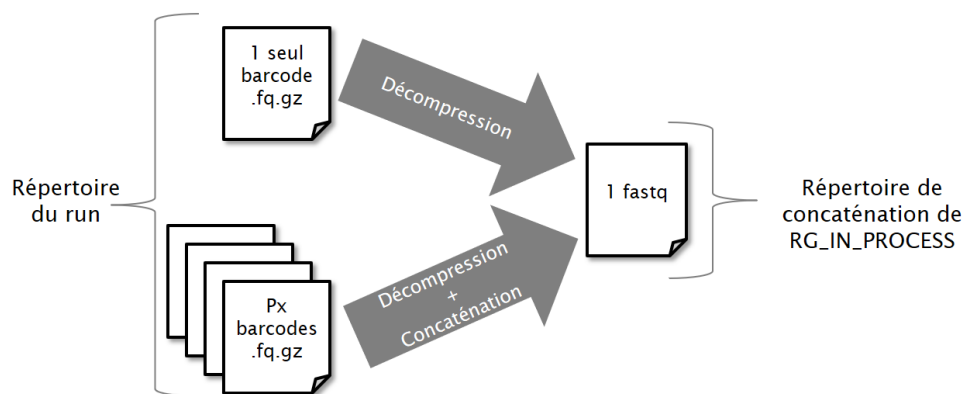 Répertoire
du run
1 seul
barcode
.fq.gz
Px
barcodes
.fq.gz
Décompression
Décompression
+
Concaténation
1 fastq
Répertoire de
concaténation de
RG_IN_PROCESS